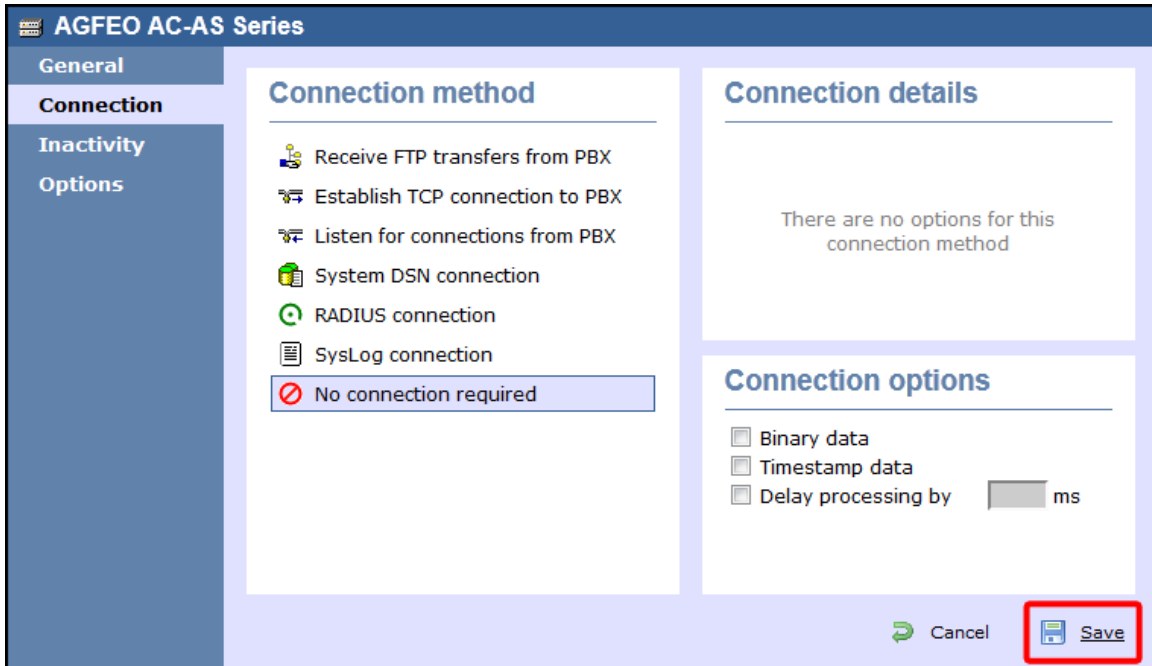 AGFEO AC-AS Series
General
Connection
Inactivity
Options
Connection method
Receive FTP transfers from PBX
Establish TCP connection to PBX
Listen for connections from PBX
System DSN connection
RADIUS connection
SysLog connection
No connection required
Connection details
There are no options for this
connection method
Connection options
Binary data
Timestamp data
Delay processing by ms
Cancel Save